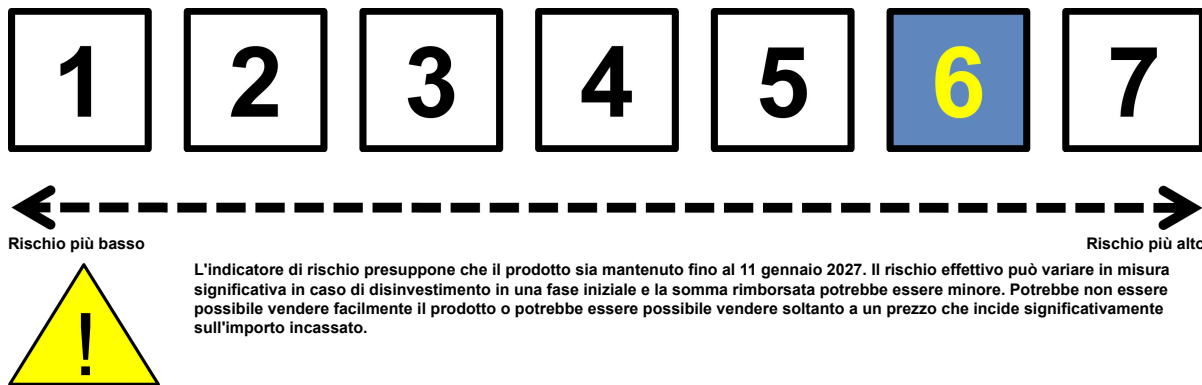 1 2 3 4 5 6 7
Rischio più basso Rischio più alto
L'indicatore di rischio presuppone che il prodotto sia mantenuto fino al 11 gennaio 2027. Il rischio effettivo può variare in misura
significativa in caso di disinvestimento in una fase iniziale e la somma rimborsata potrebbe essere minore. Potrebbe non essere
possibile vendere facilmente il prodotto o potrebbe essere possibile vendere soltanto a un prezzo che incide significativamente
sull'importo incassato.
!